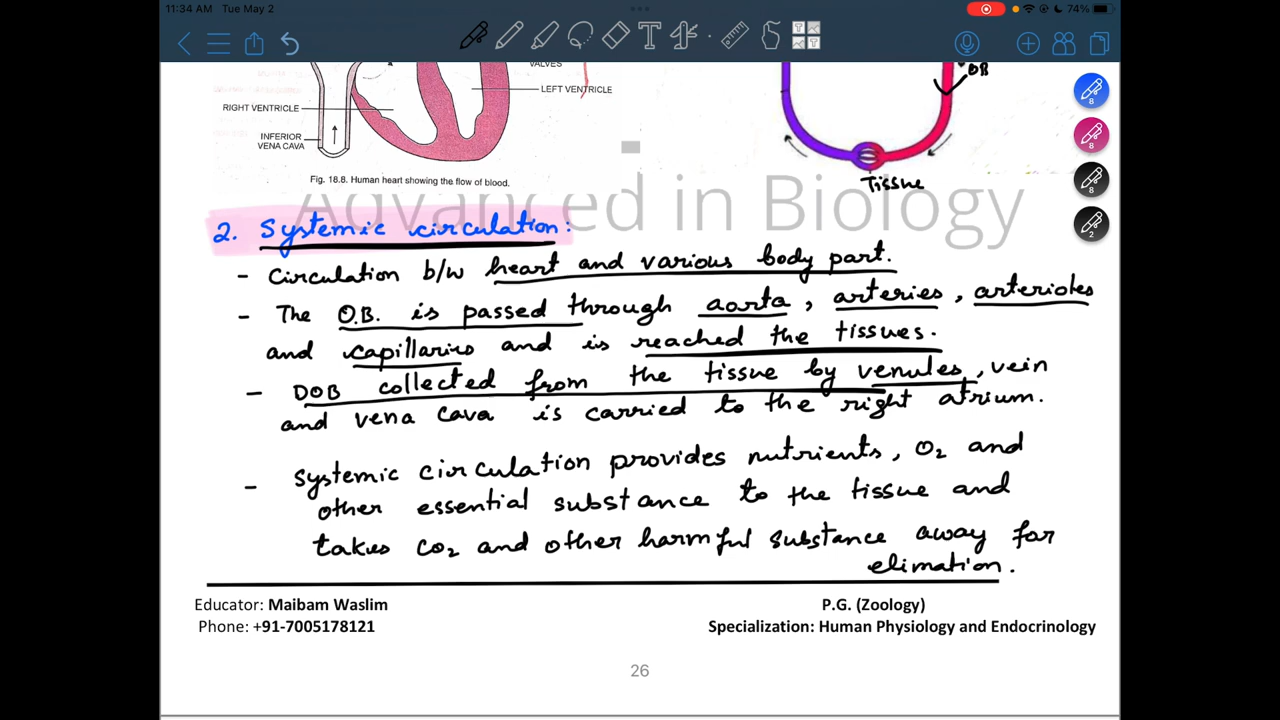 11:34 AM Tue May 2
74%
VALVES
LEFT VENTRICLE
RIGHT VENTRICLE
INFERIOR
VENA CAVA
Fig. 18.8. Human heart showing the flow of blood.
OB
Tissue
Advanced in Biology
2. Systemic circulation:
- Circulation b/w heart and various body part.
- The O.B. is passed through aorta, arteries, arterioles
and capillaries and is reached the tissues.
- DOB collected from the tissue by venules, vein
and vena cava is carried to the right atrium.
- Systemic circulation provides nutrients, O2 and
other essential substance to the tissue and
takes CO2 and other harmful substance away for
elimation.
Educator: Maibam Waslim
Phone: +91-7005178121
P.G. (Zoology)
Specialization: Human Physiology and Endocrinology
26
8
8
8
2